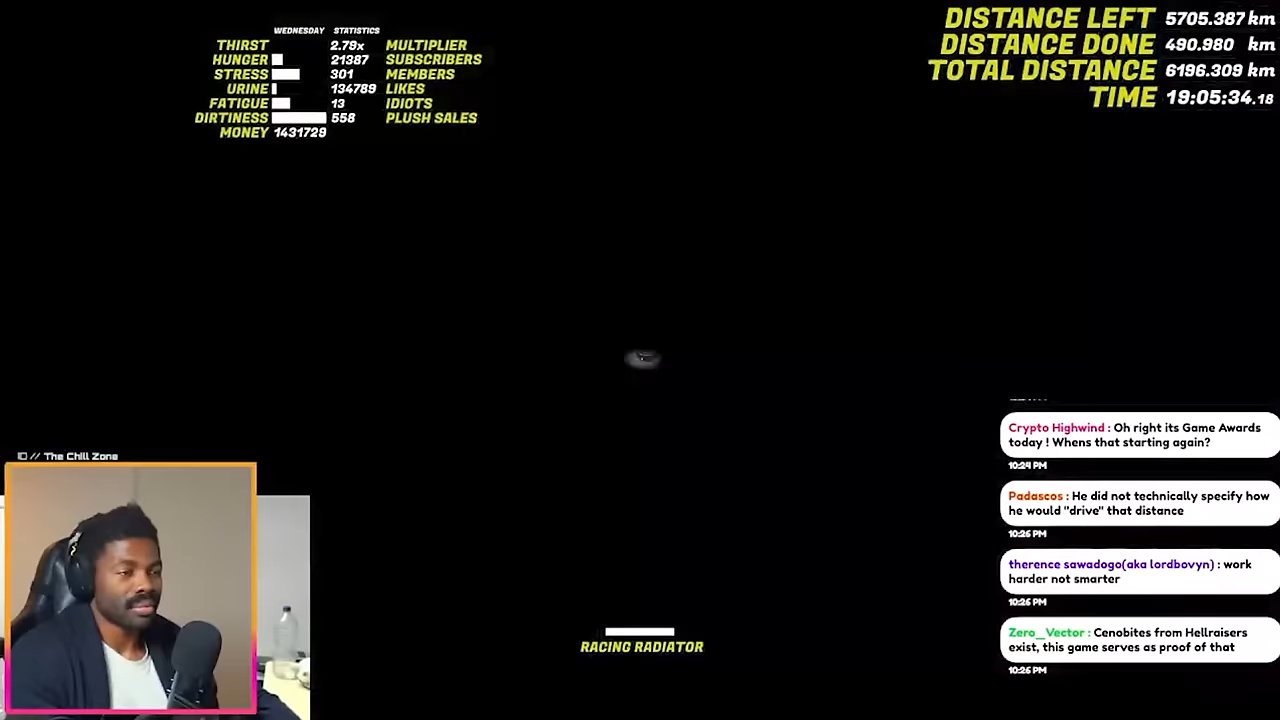 WEDNESDAY STATISTICS
THIRST 2.79x MULTIPLIER
HUNGER 21387 SUBSCRIBERS
STRESS 301 MEMBERS
URINE 134789 LIKES
FATIGUE 13 IDIOTS
DIRTINESS 558 PLUSH SALES
MONEY 1431729
DISTANCE LEFT 5705.387 km
DISTANCE DONE 490.980 km
TOTAL DISTANCE 6196.309 km
TIME 19:05:34.18
// The Chill Zone
RACING RADIATOR
Crypto Highwind : Oh right its Game Awards
today ! Whens that starting again?
10:24 PM
Padascos : He did not technically specify how
he would "drive" that distance
10:25 PM
therence sawadogo(aka lordbovyn) : work
harder not smarter
10:25 PM
Zero_Vector : Cenobites from Hellraisers
exist, this game serves as proof of that
10:25 PM